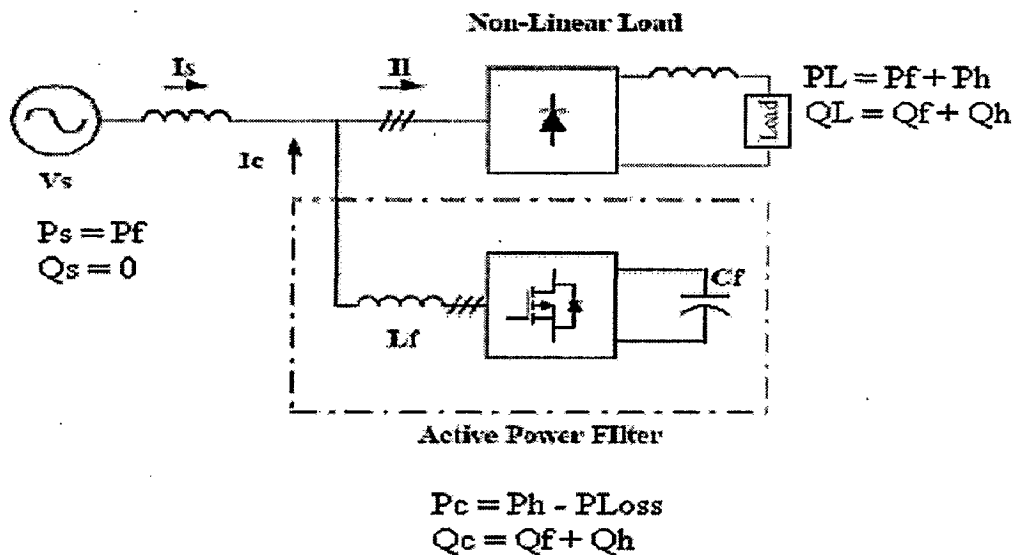 Non-Linear Load
Is
Il
PL = Pf + Ph
QL = Qf + Qh
Load
Vs
Ic
Ps = Pf
Qs = 0
Lf
Cf
Active Power FIlter
Pc = Ph - PLoss
Qc = Qf + Qh